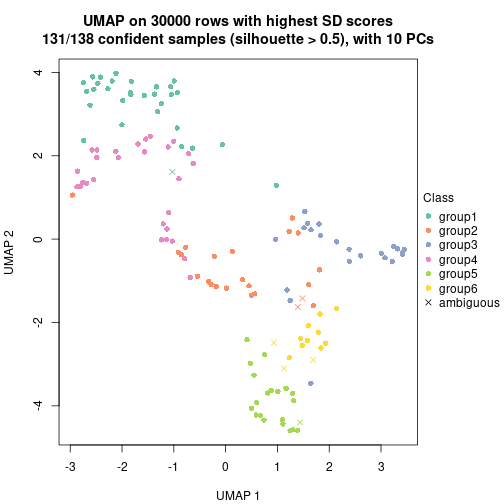 UMAP on 30000 rows with highest SD scores
131/138 confident samples (silhouette > 0.5), with 10 PCs
UMAP 2
4
2
0
-2
-4
-3
-2
-1
0
1
2
3
UMAP 1
Class
group1
group2
group3
group4
group5
group6
ambiguous